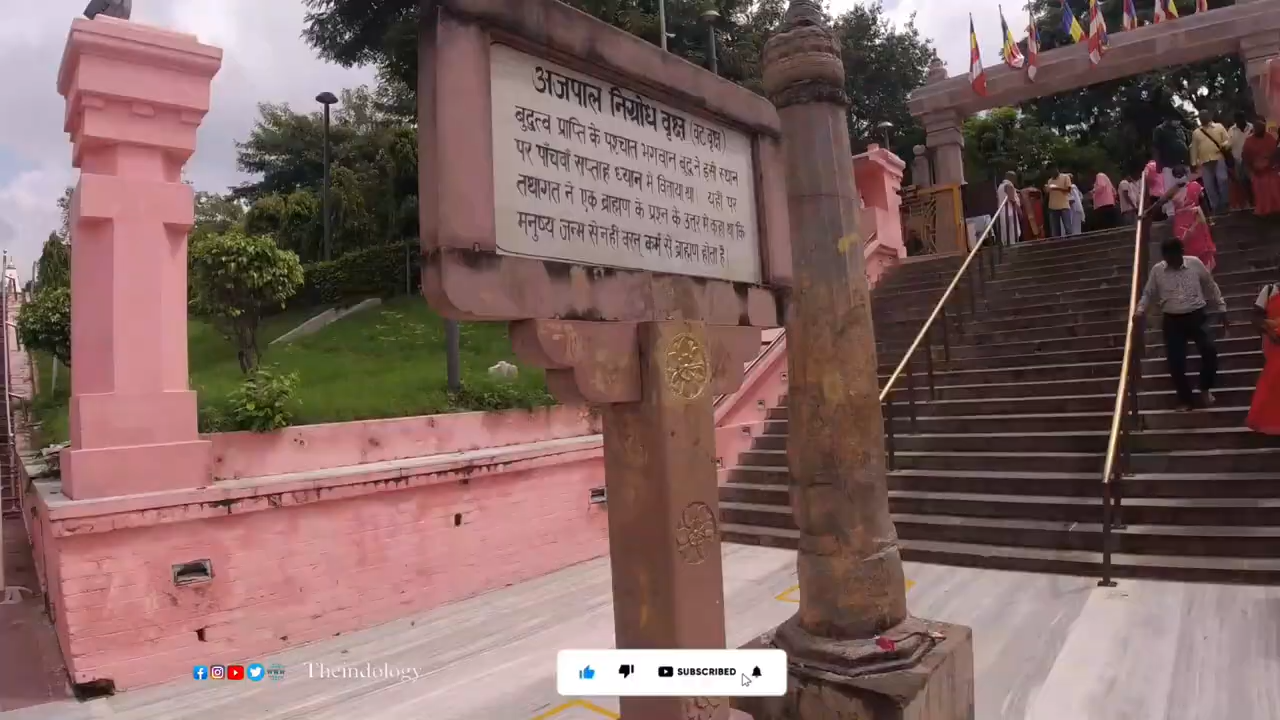 अजपाल निग्रोध वृक्ष (वट वृक्ष)
बुद्धत्व प्राप्ति के पश्चात भगवान बुद्ध ने इसी स्थान
पर पाँचवाँ सप्ताह ध्यान में बिताया था। यहीं पर
तथागत ने एक ब्राह्मण के प्रश्न के उत्तर में कहा था कि
मनुष्य जन्म से नहीं वरन् कर्म से ब्राह्मण होता है।
Theindology
SUBSCRIBED